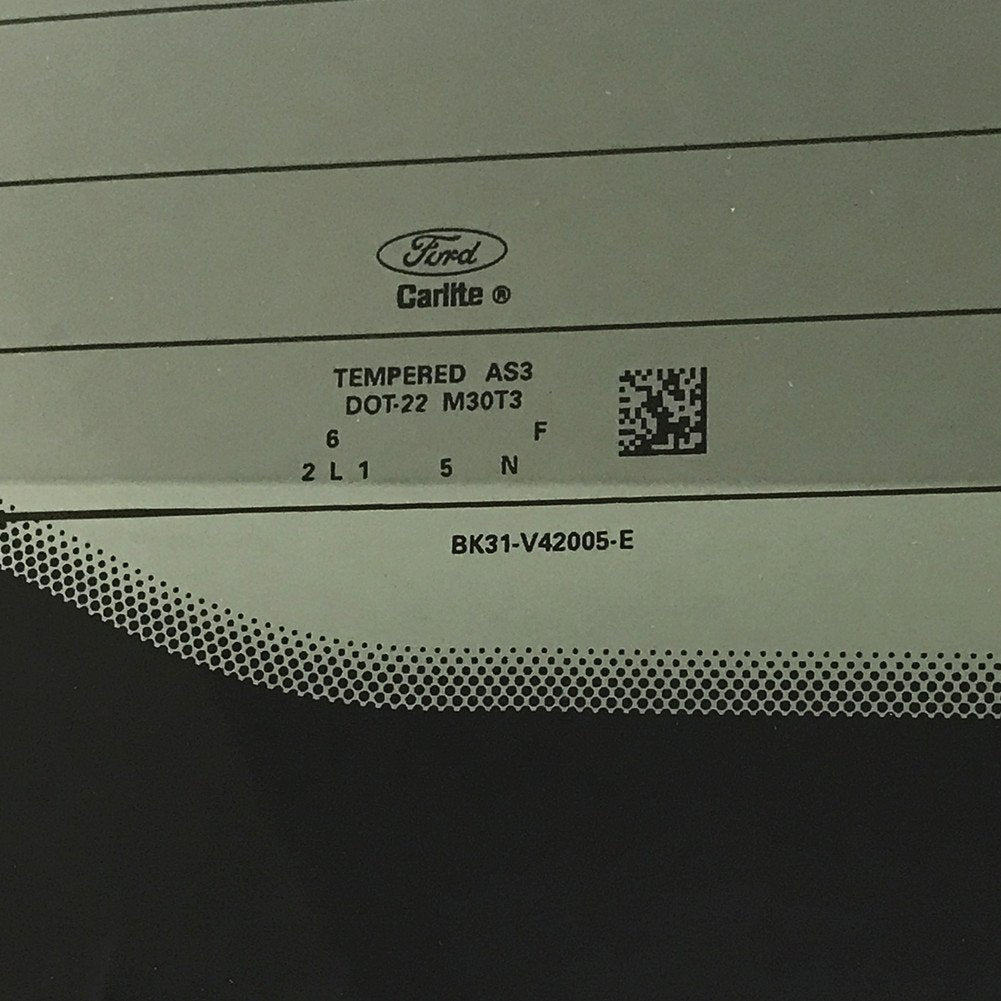 Ford
Carlite ®
TEMPERED AS3
DOT-22 M30T3
6 F
2 L 1 5 N
BK31-V42005-E